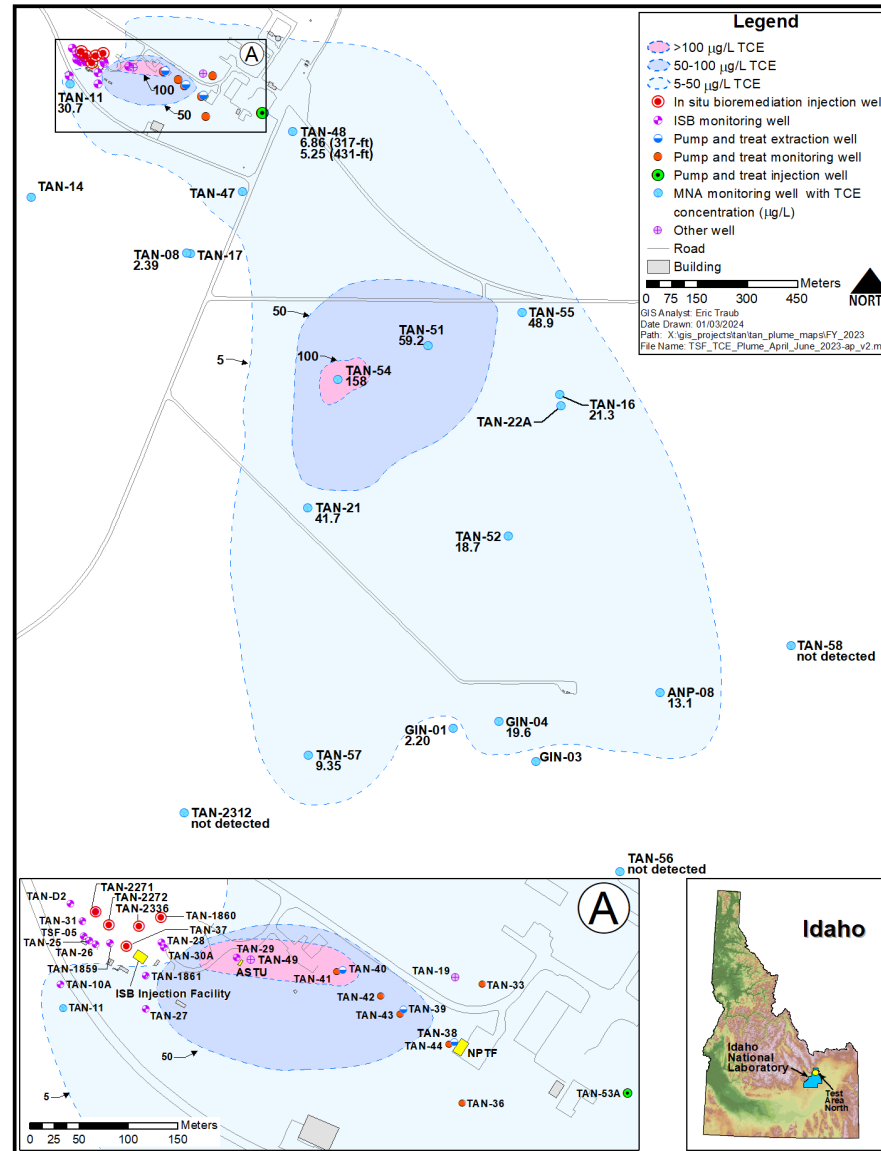 A
100
50
TAN-11
30.7
TAN-48
6.86 (317-ft)
5.25 (431-ft)
TAN-14
TAN-47
TAN-08
2.39
TAN-17
50
TAN-51
59.2
TAN-55
48.9
5
100
TAN-54
158
TAN-16
21.3
TAN-22A
TAN-21
41.7
TAN-52
18.7
TAN-58
not detected
ANP-08
13.1
GIN-01
2.20
GIN-04
19.6
GIN-03
TAN-57
9.35
TAN-2312
not detected
TAN-56
not detected
Legend
>100 µg/L TCE
50-100 µg/L TCE
5-50 µg/L TCE
In situ bioremediation injection well
ISB monitoring well
Pump and treat extraction well
Pump and treat monitoring well
Pump and treat injection well
MNA monitoring well with TCE
concentration (µg/L)
Other well
Road
Building
Meters
0 75 150 300 450
NORTH
GIS Analyst: Eric Traub
Date Drawn: 01/03/2024
Path: X:\gis_projects\tan\tan_plume_maps\FY_2023
File Name: TSF_TCE_Plume_April_June_2023-ap_v2.m
A
TAN-D2
TAN-2271
TAN-2272
TAN-2336
TAN-1860
TAN-31
TSF-05
TAN-37
TAN-25
TAN-28
TAN-26
TAN-30A
TAN-29
TAN-49
ASTU
TAN-1859
TAN-1861
TAN-10A
ISB Injection Facility
TAN-11
TAN-27
TAN-40
TAN-41
TAN-19
TAN-33
TAN-42
TAN-39
TAN-43
TAN-38
TAN-44
NPTF
TAN-53A
TAN-36
50
5
Meters
0 25 50 100 150
Idaho
Idaho
National
Laboratory
Test
Area
North